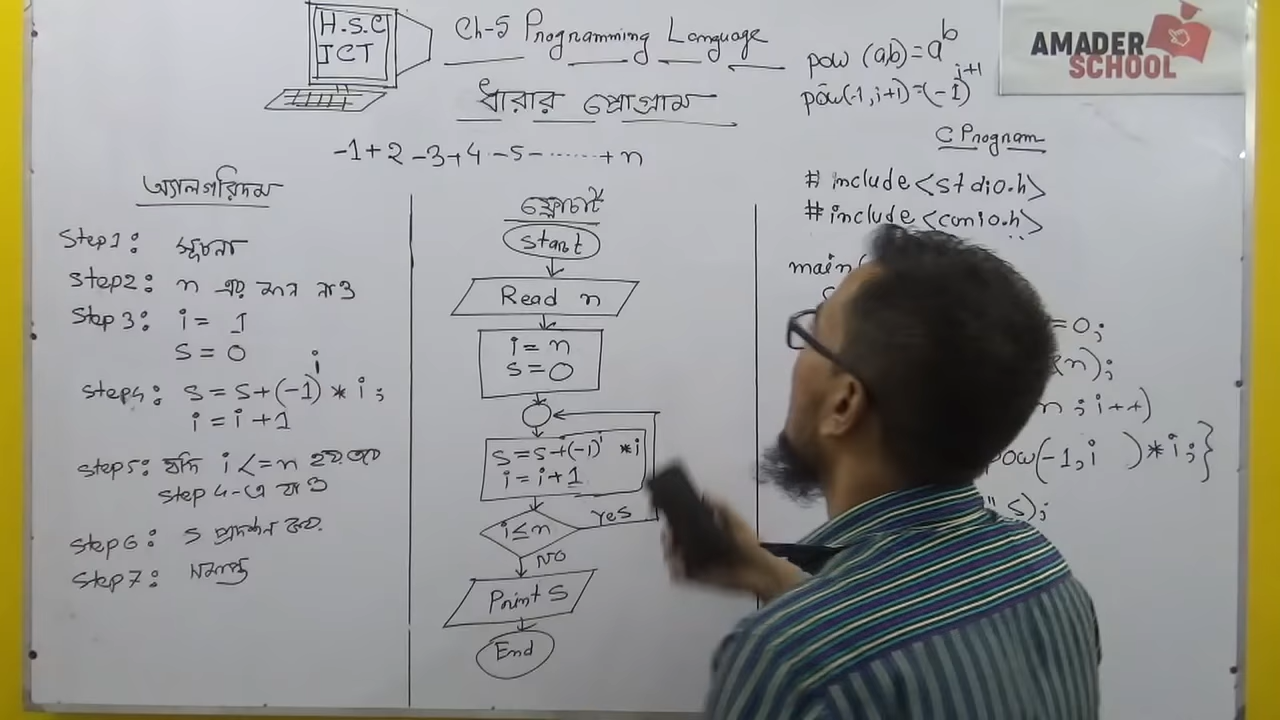 H.S.C
ICT
Ch-5 Programming Language
ধারার প্রোগ্রাম
-1+2-3+4-5-......+n
pow (a,b)=a^b
pow(-1,i+1)=(-1)^i+1
AMADER
SCHOOL
অ্যালগরিদম
Step1: সূচনা
Step2: n এর মান নাও
Step 3: i = 1
S = 0
Step4: S = S+(-1)^i * i ;
i = i +1
Step5: যদি i <=n হয় তবে
Step 4-এ যাও
Step6: S প্রদর্শন কর.
Step7: সমাপ্ত
ফ্লোচার্ট
Start
Read n
i = n
S = 0
S=S+(-1)^i *i
i = i+1
i≤n
Yes
No
Print S
End
C Program
# include <stdio.h>
#include <conio.h>
main(
=0;
n);
n ; i++)
pow(-1,i )*i;}
" S);